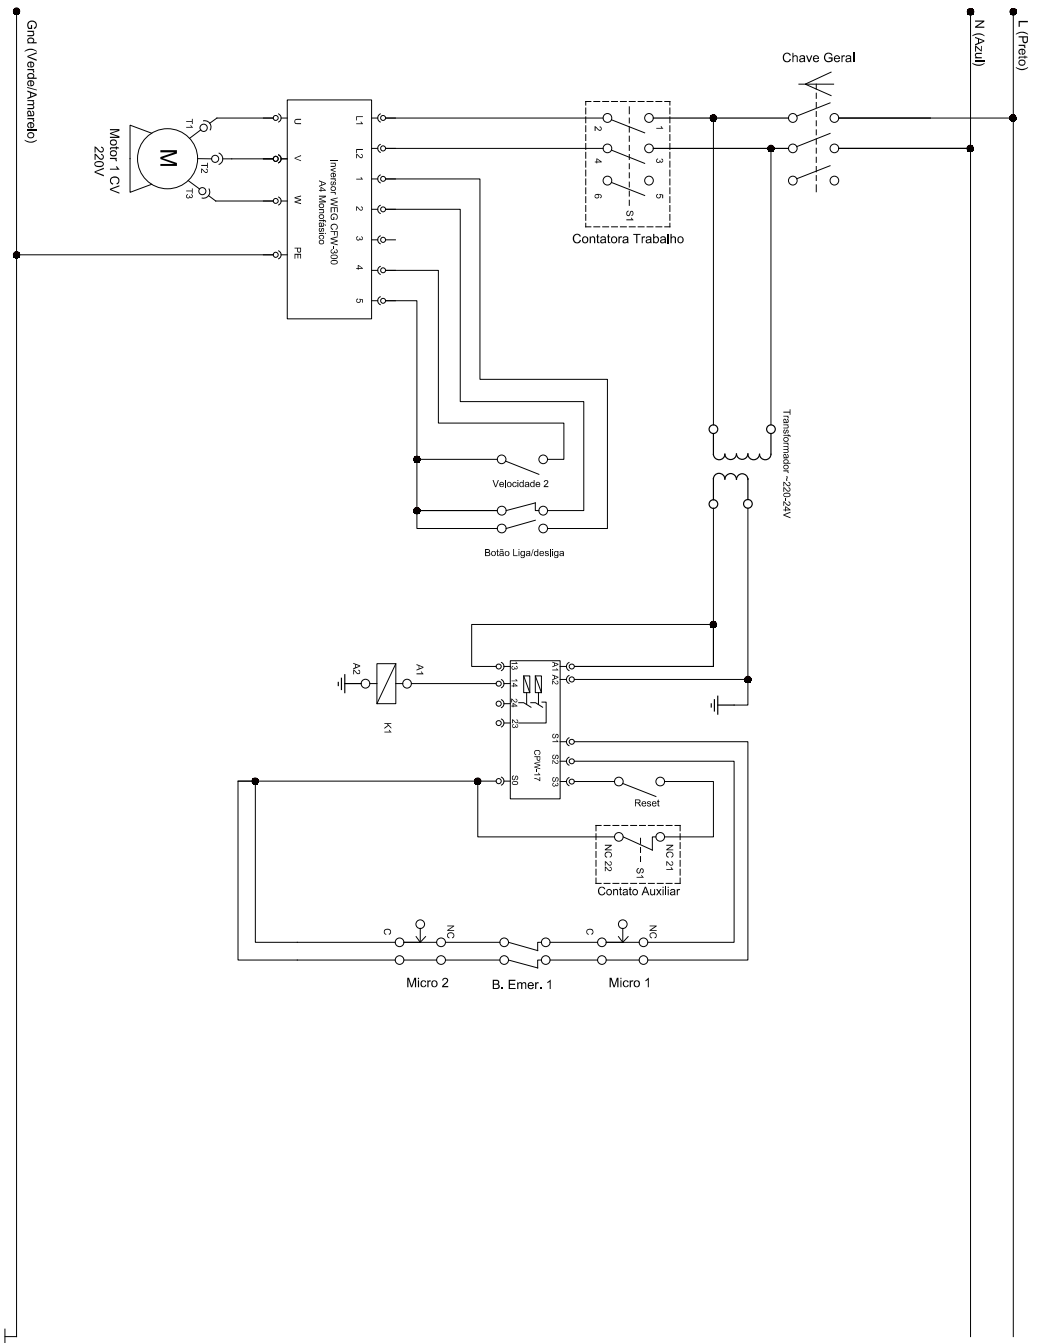 L (Preto)
N (Azul)
Gnd (Verde/Amarelo)
Chave Geral
1
2
3
4
5
6
S1
Contatora Trabalho
T1
T2
T3
M
Motor 1 CV
220V
U
V
W
PE
Inversor WEG CFW-300
A4 Monofásico
L1
L2
1
2
3
4
5
Transformador ~220-24V
Velocidade 2
Botão Liga/desliga
A2
A1
K1
13
14
24
23
S0
CPW-17
A1
A2
S1
S2
S3
Reset
NC 22
NC 21
S1
Contato Auxiliar
C
NC
C
NC
Micro 2
B. Emer. 1
Micro 1